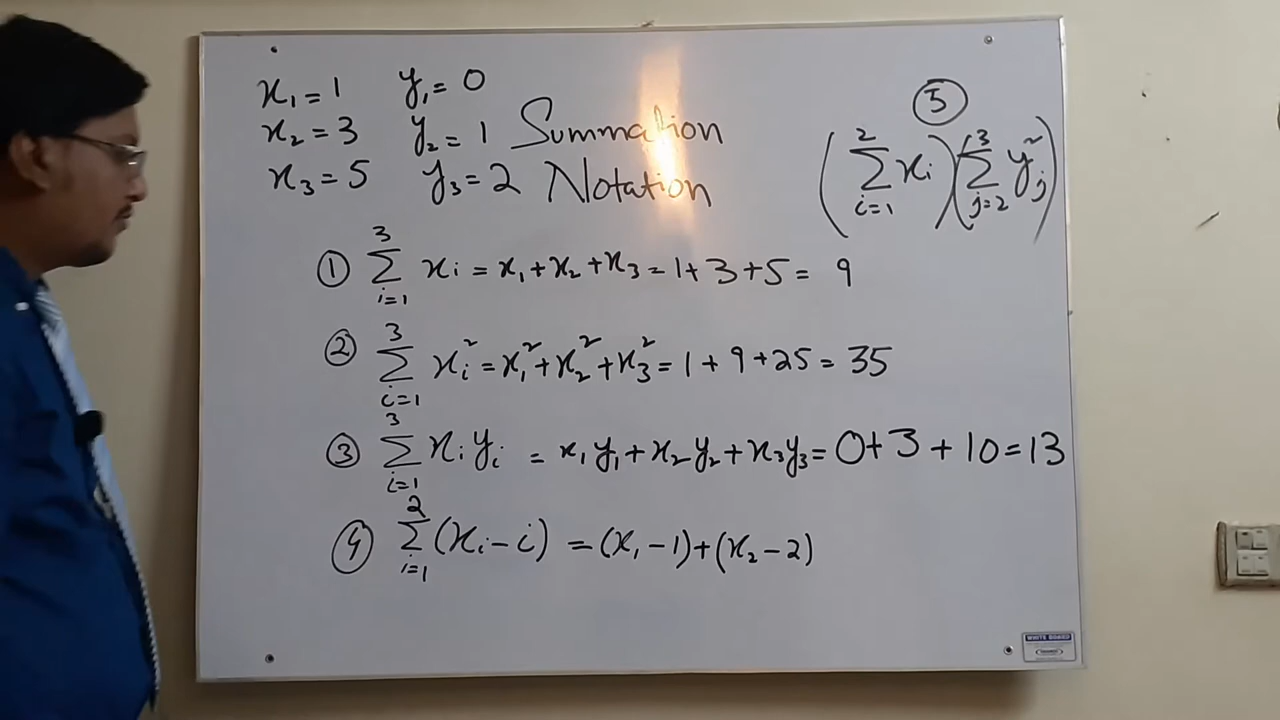 x₁ = 1 y₁ = 0
x₂ = 3 y₂ = 1 Summation
x₃ = 5 y₃ = 2 Notation
⑤
(∑_{i=1}^{2} xᵢ)(∑_{j=2}^{3} yⱼ²)
① ∑_{i=1}^{3} xᵢ = x₁ + x₂ + x₃ = 1 + 3 + 5 = 9
② ∑_{i=1}^{3} xᵢ² = x₁² + x₂² + x₃² = 1 + 9 + 25 = 35
③ ∑_{i=1}^{3} xᵢyᵢ = x₁y₁ + x₂y₂ + x₃y₃ = 0 + 3 + 10 = 13
④ ∑_{i=1}^{2} (xᵢ - i) = (x₁ - 1) + (x₂ - 2)
WHITE BOARD